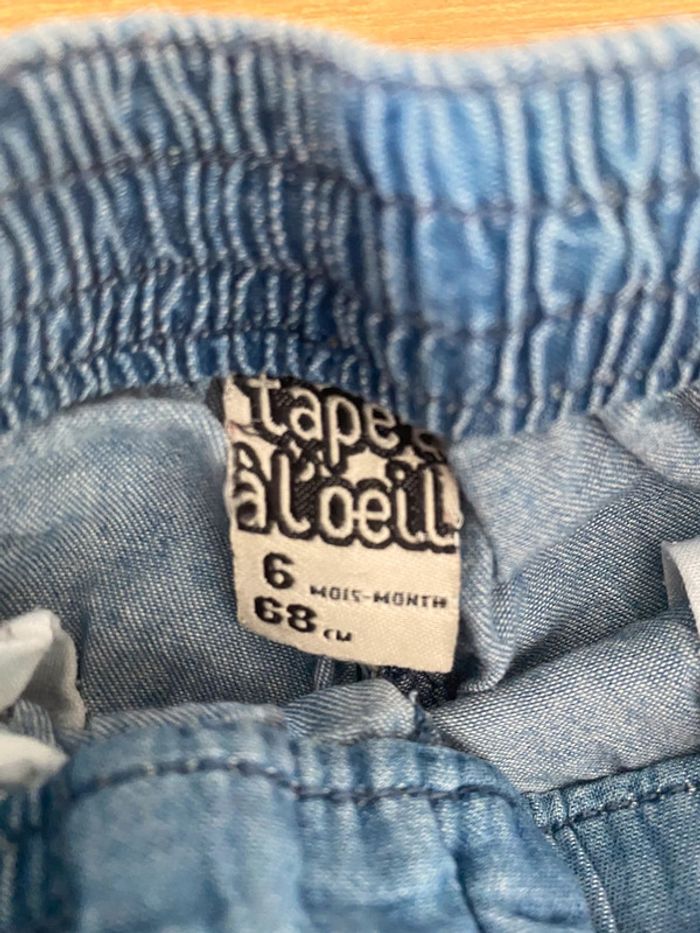 tape à
à l'oeil
6 MOIS-MONTH
68 CM